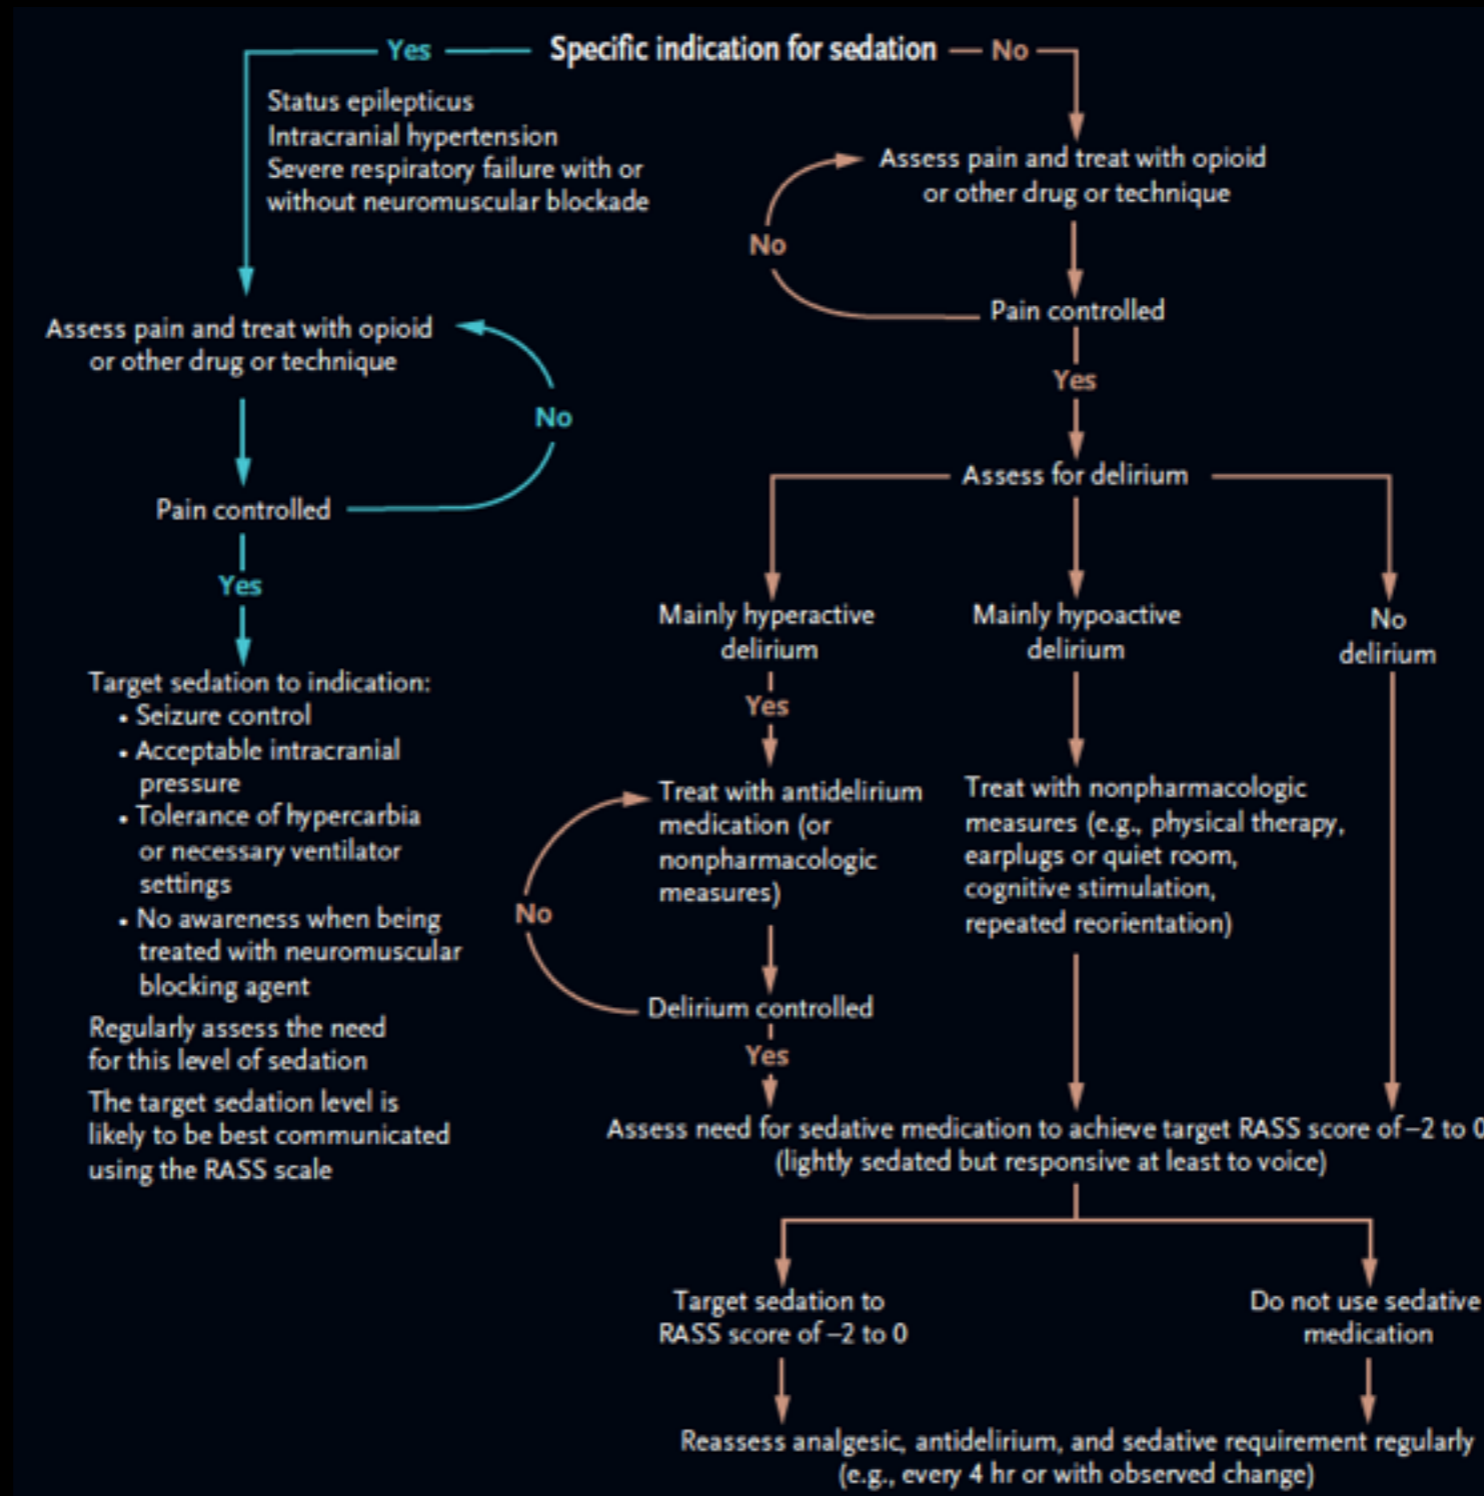 Yes
Specific indication for sedation
No
Status epilepticus
Intracranial hypertension
Severe respiratory failure with or
without neuromuscular blockade
Assess pain and treat with opioid
or other drug or technique
No
Pain controlled
Yes
Target sedation to indication:
• Seizure control
• Acceptable intracranial
pressure
• Tolerance of hypercarbia
or necessary ventilator
settings
• No awareness when being
treated with neuromuscular
blocking agent
Regularly assess the need
for this level of sedation
The target sedation level is
likely to be best communicated
using the RASS scale
Assess pain and treat with opioid
or other drug or technique
No
Pain controlled
Yes
Assess for delirium
Mainly hyperactive
delirium
Yes
Treat with antidelirium
medication (or
nonpharmacologic
measures)
No
Delirium controlled
Yes
Mainly hypoactive
delirium
Treat with nonpharmacologic
measures (e.g., physical therapy,
earplugs or quiet room,
cognitive stimulation,
repeated reorientation)
No
delirium
Assess need for sedative medication to achieve target RASS score of –2 to 0
(lightly sedated but responsive at least to voice)
Target sedation to
RASS score of –2 to 0
Do not use sedative
medication
Reassess analgesic, antidelirium, and sedative requirement regularly
(e.g., every 4 hr or with observed change)